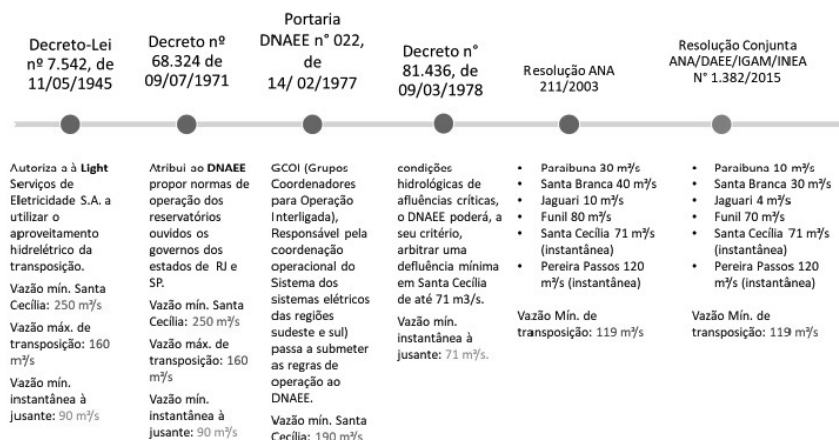 Decreto-Lei
nº 7.542, de
11/05/1945
Autoriza a à Light
Serviços de
Eletricidade S.A. a
utilizar o
aproveitamento
hidrelétrico da
transposição.
Vazão mín. Santa
Cecília: 250 m³/s
Vazão máx. de
transposição: 160
m³/s
Vazão mín.
instantânea à
jusante: 90 m³/s
Decreto nº
68.324 de
09/07/1971
Atribui ao DNAEE
propor normas de
operação dos
reservatórios
ouvidos os
governos dos
estados de RJ e
SP.
Vazão mín. Santa
Cecília: 250 m³/s
Vazão máx. de
transposição: 160
m³/s
Vazão mín.
instantânea à
jusante: 90 m³/s
Portaria
DNAEE n° 022,
de
14/ 02/1977
GCOI (Grupos
Coordenadores
para Operação
Interligada),
Responsável pela
coordenação
operacional do
Sistema dos
sistemas elétricos
das regiões
sudeste e sul)
passa a submeter
as regras de
operação ao
DNAEE.
Vazão mín. Santa
Cecília: 190 m³/s
Decreto n°
81.436, de
09/03/1978
condições
hidrológicas de
afluências críticas,
o DNAEE poderá, a
seu critério,
arbitrar uma
defluência mínima
em Santa Cecília
de até 71 m3/s.
Vazão mín.
instantânea à
jusante: 71 m³/s.
Resolução ANA
211/2003
• Paraibuna 30 m³/s
• Santa Branca 40 m³/s
• Jaguari 10 m³/s
• Funil 80 m³/s
• Santa Cecília 71 m³/s
(instantânea)
• Pereira Passos 120
m³/s (instantânea)
Vazão Mín. de
transposição: 119 m³/s
Resolução Conjunta
ANA/DAEE/IGAM/INEA
N° 1.382/2015
• Paraibuna 10 m³/s
• Santa Branca 30 m³/s
• Jaguari 4 m³/s
• Funil 70 m³/s
• Santa Cecília 71 m³/s
(instantânea)
• Pereira Passos 120
m³/s (instantânea)
Vazão Mín. de
transposição: 119 m³/s